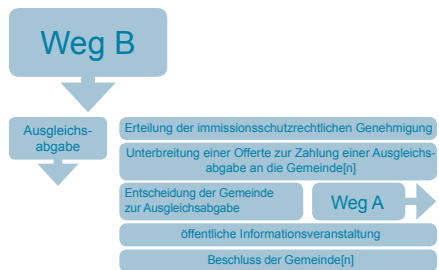 Weg B
Ausgleichs-
abgabe
Erteilung der immissionsschutzrechtlichen Genehmigung
Unterbreitung einer Offerte zur Zahlung einer Ausgleichs-
abgabe an die Gemeinde[n]
Entscheidung der Gemeinde
zur Ausgleichsabgabe
Weg A
öffentliche Informationsveranstaltung
Beschluss der Gemeinde[n]